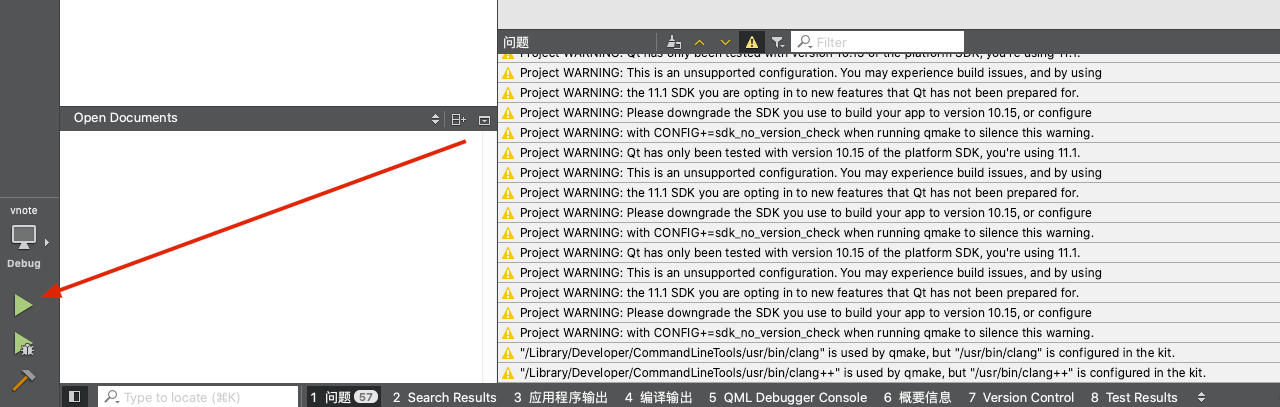 问题
Filter
Project WARNING: Qt has only been tested with version 10.15 of the platform SDK, you're using 11.1.
Project WARNING: This is an unsupported configuration. You may experience build issues, and by using
Project WARNING: the 11.1 SDK you are opting in to new features that Qt has not been prepared for.
Project WARNING: Please downgrade the SDK you use to build your app to version 10.15, or configure
Project WARNING: with CONFIG+=sdk_no_version_check when running qmake to silence this warning.
Project WARNING: Qt has only been tested with version 10.15 of the platform SDK, you're using 11.1.
Project WARNING: This is an unsupported configuration. You may experience build issues, and by using
Project WARNING: the 11.1 SDK you are opting in to new features that Qt has not been prepared for.
Project WARNING: Please downgrade the SDK you use to build your app to version 10.15, or configure
Project WARNING: with CONFIG+=sdk_no_version_check when running qmake to silence this warning.
Project WARNING: Qt has only been tested with version 10.15 of the platform SDK, you're using 11.1.
Project WARNING: This is an unsupported configuration. You may experience build issues, and by using
Project WARNING: the 11.1 SDK you are opting in to new features that Qt has not been prepared for.
Project WARNING: Please downgrade the SDK you use to build your app to version 10.15, or configure
Project WARNING: with CONFIG+=sdk_no_version_check when running qmake to silence this warning.
"/Library/Developer/CommandLineTools/usr/bin/clang" is used by qmake, but "/usr/bin/clang" is configured in the kit.
"/Library/Developer/CommandLineTools/usr/bin/clang++" is used by qmake, but "/usr/bin/clang++" is configured in the kit.
Open Documents
vnote
Debug
Type to locate (⌘K)
1 问题 57 2 Search Results 3 应用程序输出 4 编译输出 5 QML Debugger Console 6 概要信息 7 Version Control 8 Test Results